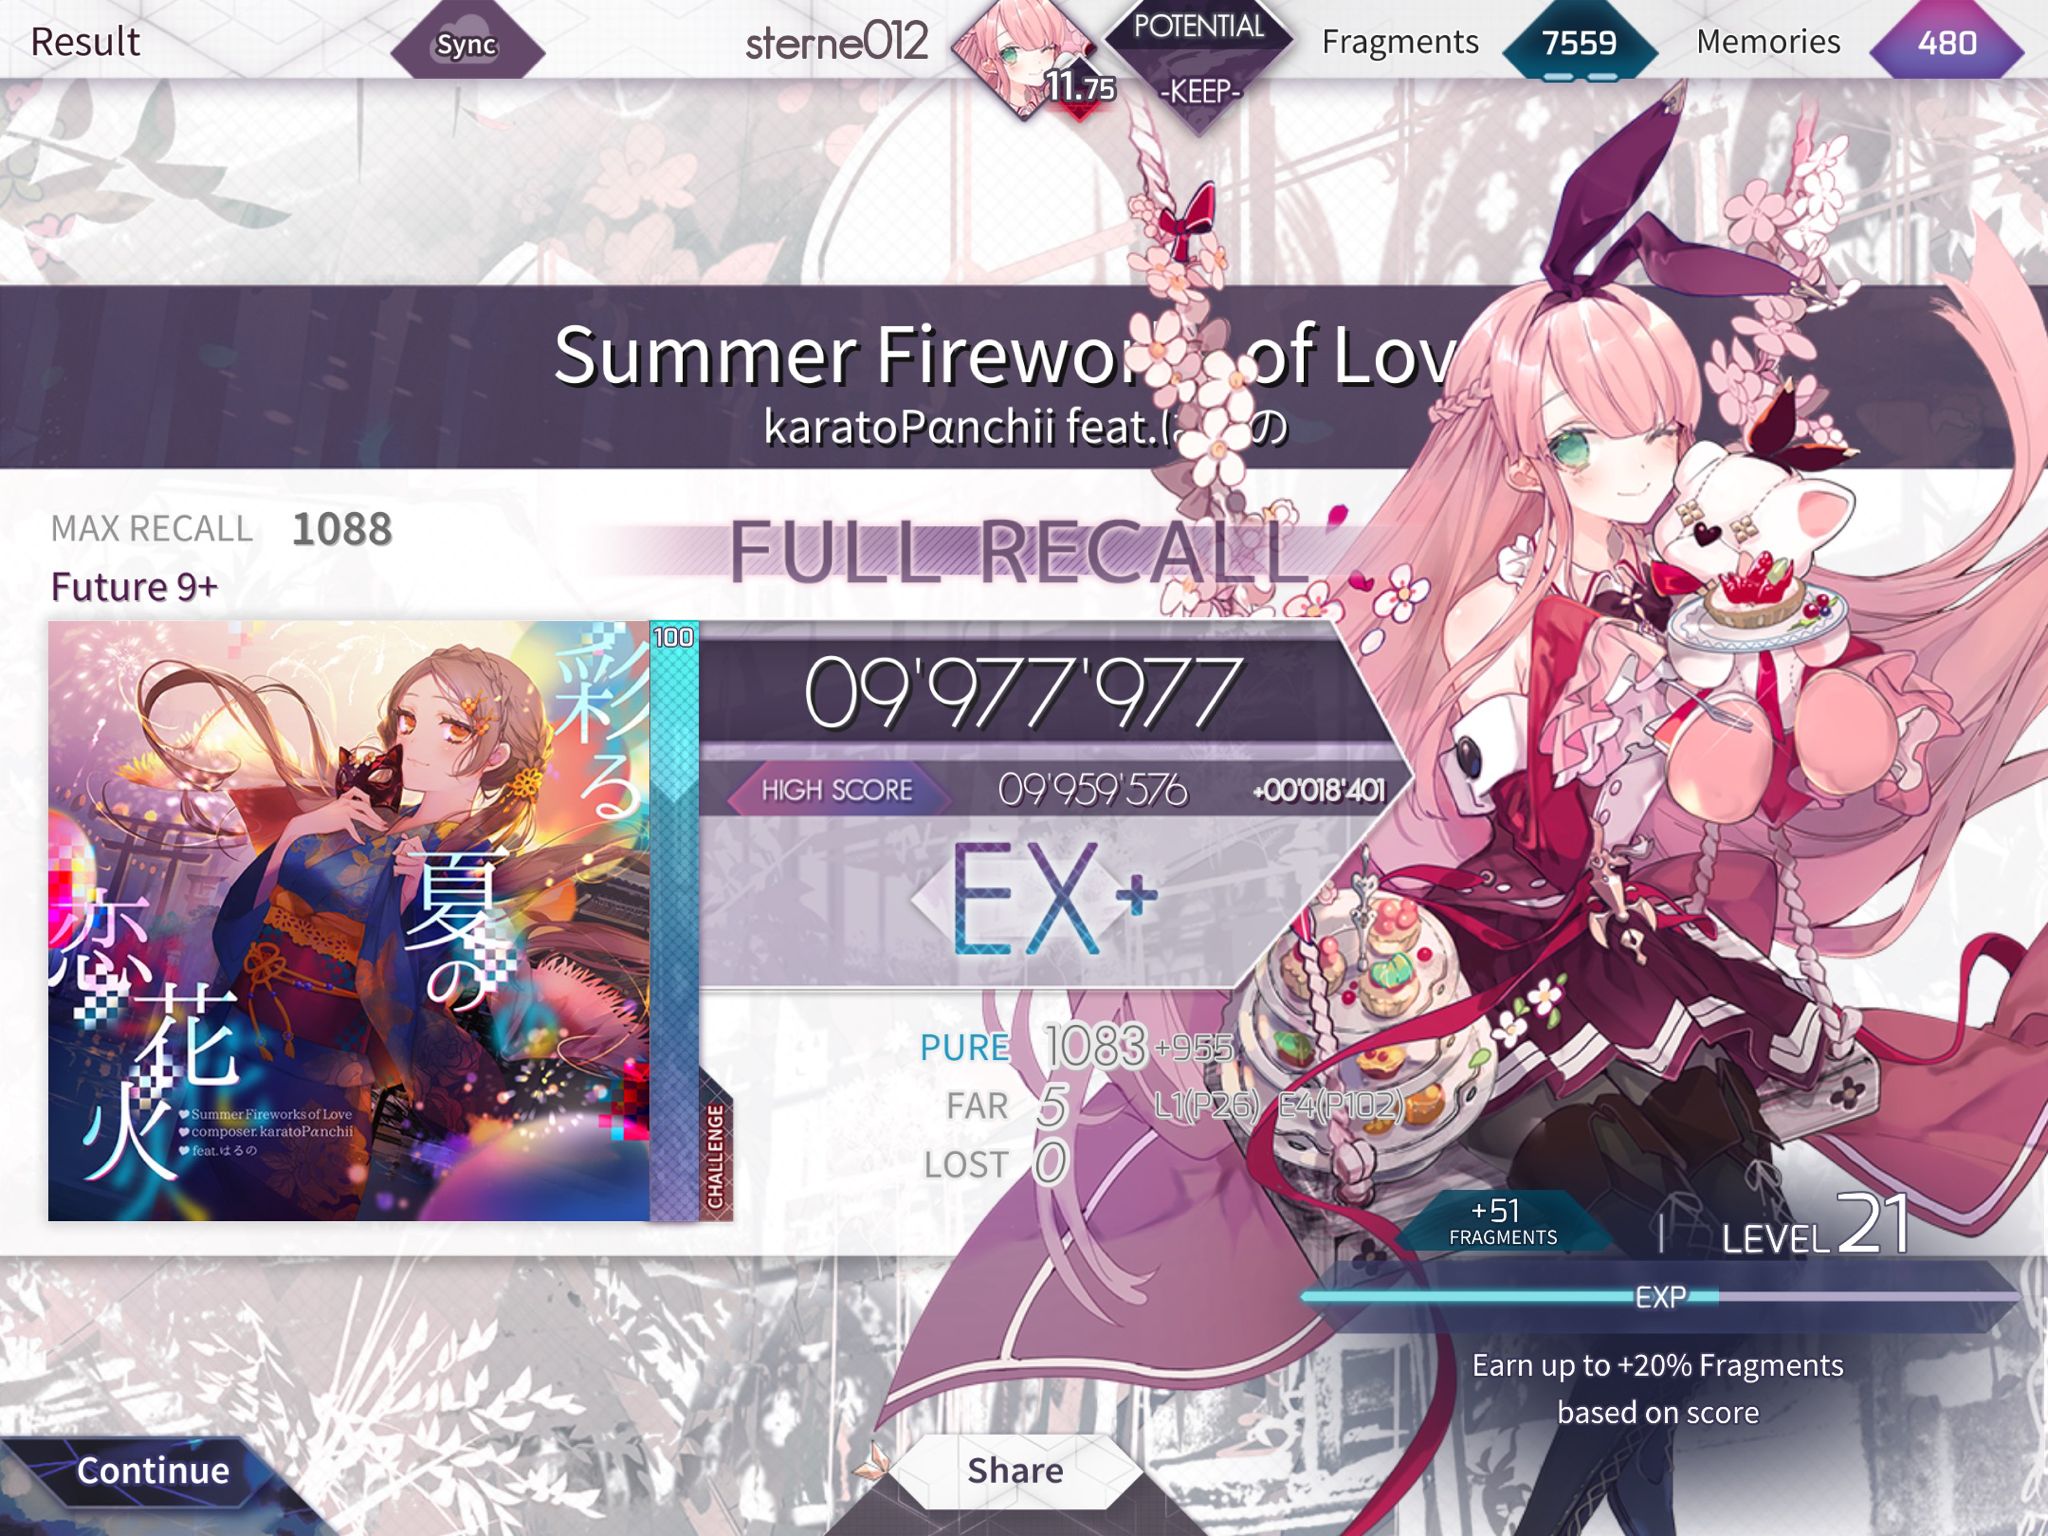 Result
Sync
sterne012
11.75
POTENTIAL
-KEEP-
Fragments
7559
Memories
480
Summer Firewor of Lov
karatoPαnchii feat. の
MAX RECALL 1088
FULL RECALL
Future 9+
100
09'977'977
HIGH SCORE 09'959'576 +00'018'401
EX+
彩る
夏の
恋花火
Summer Fireworks of Love
composer.karatoPαnchii
feat.はるの
CHALLENGE
PURE 1083 +955
FAR 5 L1(P26) E4(P102)
LOST 0
+51
FRAGMENTS
LEVEL 21
EXP
Earn up to +20% Fragments
based on score
Continue
Share